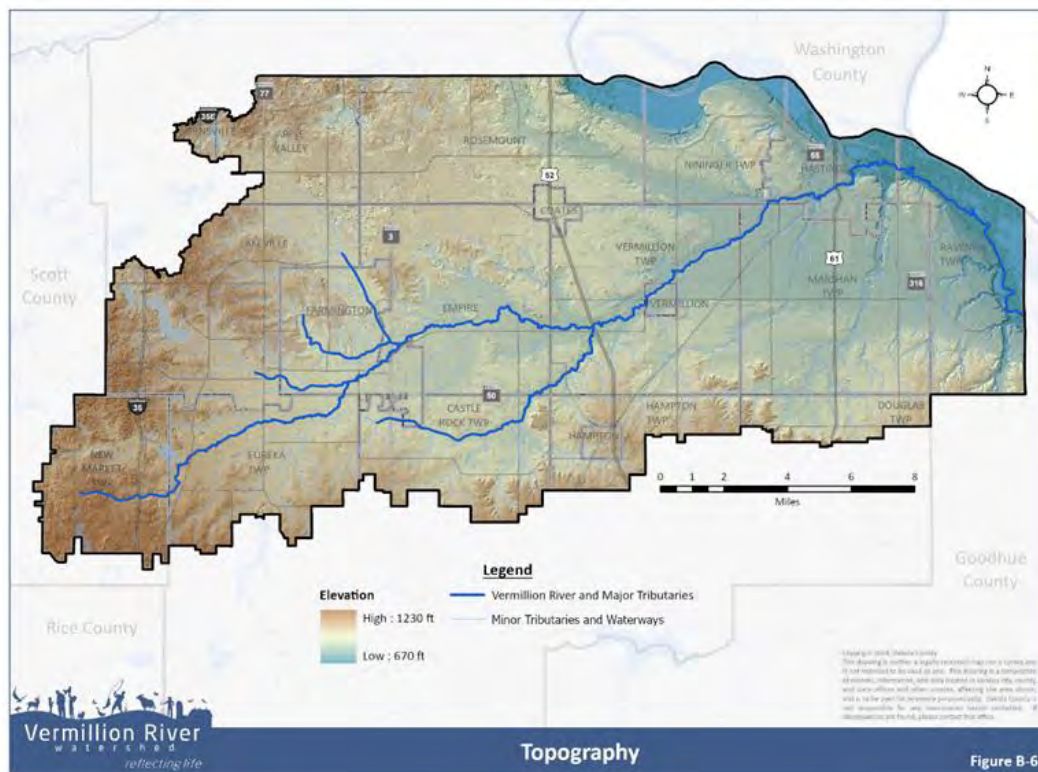 Washington
County
N
W
E
S
77
35E
APPLE
VALLEY
ROSEMOUNT
52
NININGER TWP
55
HASTINGS
COATES
LAKEVILLE
3
Scott
County
VERMILLION
TWP
61
MARSHAN
TWP
RAVENNA
TWP
316
FARMINGTON
EMPIRE
VERMILLION
35
50
CASTLE
ROCK TWP
HAMPTON
TWP
DOUGLAS
TWP
NEW
MARKET
TWP
EUREKA
TWP
HAMPTON
0 1 2 4 6 8
Miles
Goodhue
County
Legend
Elevation
High : 1230 ft
Low : 670 ft
Vermillion River and Major Tributaries
Minor Tributaries and Waterways
Rice County
Vermillion River
watershed
reflecting life
Topography
Figure B-6